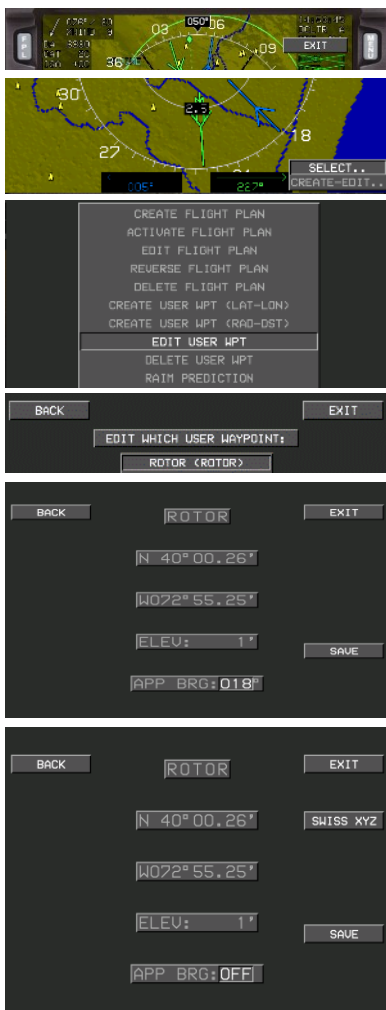 050°
03
06
09
36
EXIT
FPL
MENU
30
2.5
18
27
21
SELECT..
CREATE-EDIT..
005°
227°
CREATE FLIGHT PLAN
ACTIVATE FLIGHT PLAN
EDIT FLIGHT PLAN
REVERSE FLIGHT PLAN
DELETE FLIGHT PLAN
CREATE USER WPT (LAT-LON)
CREATE USER WPT (RAD-DST)
EDIT USER WPT
DELETE USER WPT
RAIM PREDICTION
BACK
EXIT
EDIT WHICH USER WAYPOINT:
ROTOR (ROTOR)
BACK
ROTOR
EXIT
N 40°00.26'
W072°55.25'
ELEV: 1'
SAVE
APP BRG:018°
BACK
ROTOR
EXIT
N 40°00.26'
SWISS XYZ
W072°55.25'
ELEV: 1'
SAVE
APP BRG:OFF